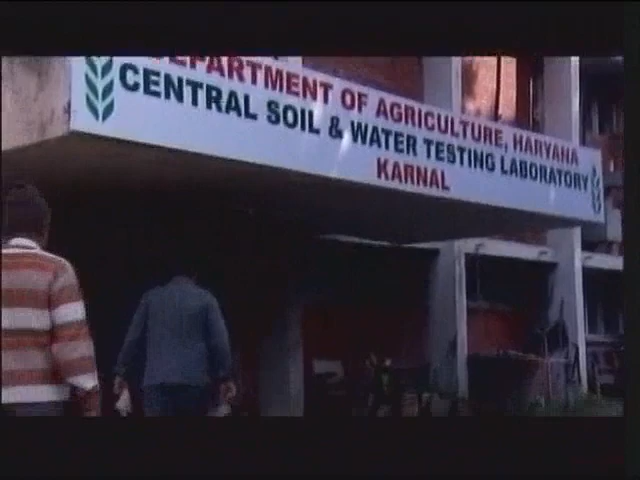 DEPARTMENT OF AGRICULTURE, HARYANA
CENTRAL SOIL & WATER TESTING LABORATORY
KARNAL